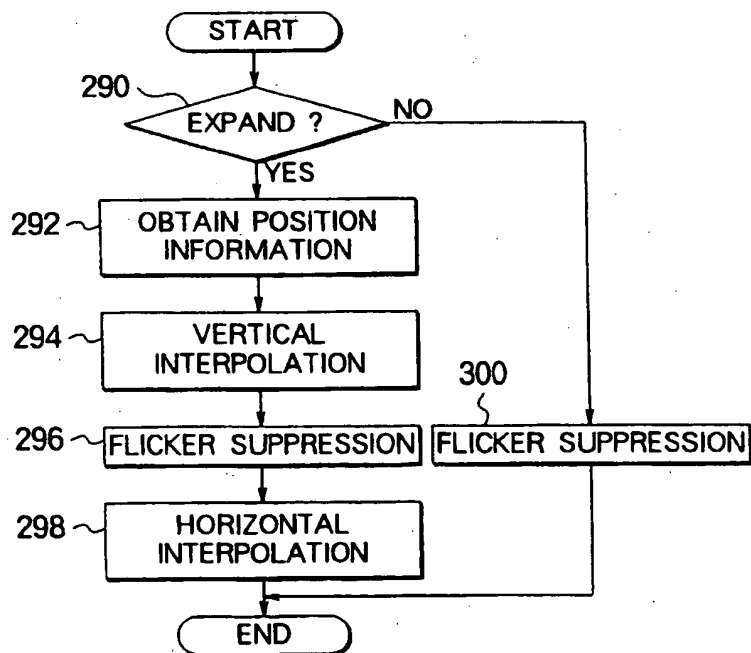 START
290
EXPAND ?
NO
YES
292
OBTAIN POSITION
INFORMATION
294
VERTICAL
INTERPOLATION
300
296
FLICKER SUPPRESSION
FLICKER SUPPRESSION
298
HORIZONTAL
INTERPOLATION
END